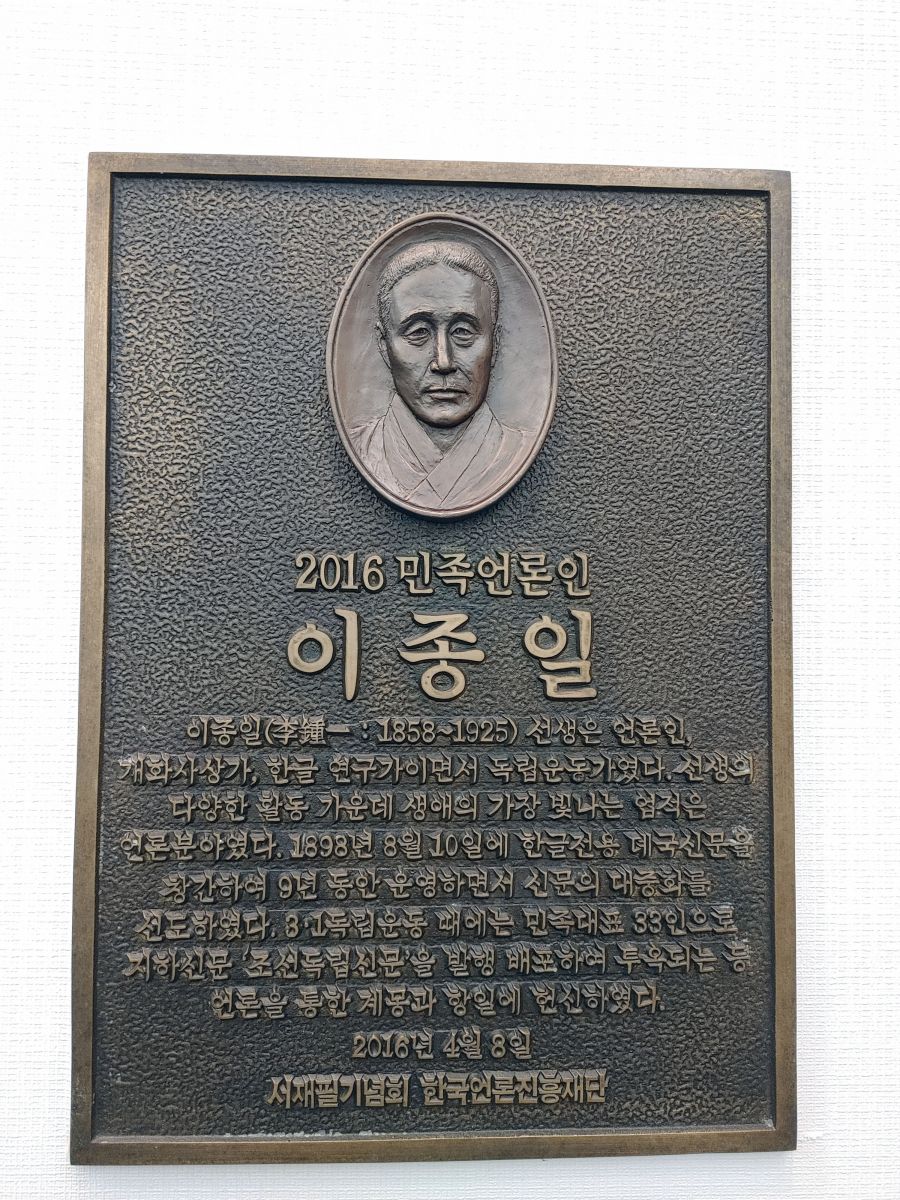 2016 민족언론인
이종일
이종일(李鍾一 : 1858~1925) 선생은 언론인,
개화사상가, 한글 연구가이면서 독립운동가였다. 선생의
다양한 활동 가운데 생애의 가장 빛나는 업적은
언론분야였다. 1898년 8월 10일에 한글전용 뎨국신문을
창간하여 9년 동안 운영하면서 신문의 대중화를
선도하였다. 3·1독립운동 때에는 민족대표 33인으로
지하신문 '조선독립신문'을 발행 배포하여 투옥되는 등
언론을 통한 계몽과 항일에 헌신하였다.
2016년 4월 8일
서재필기념회 한국언론진흥재단